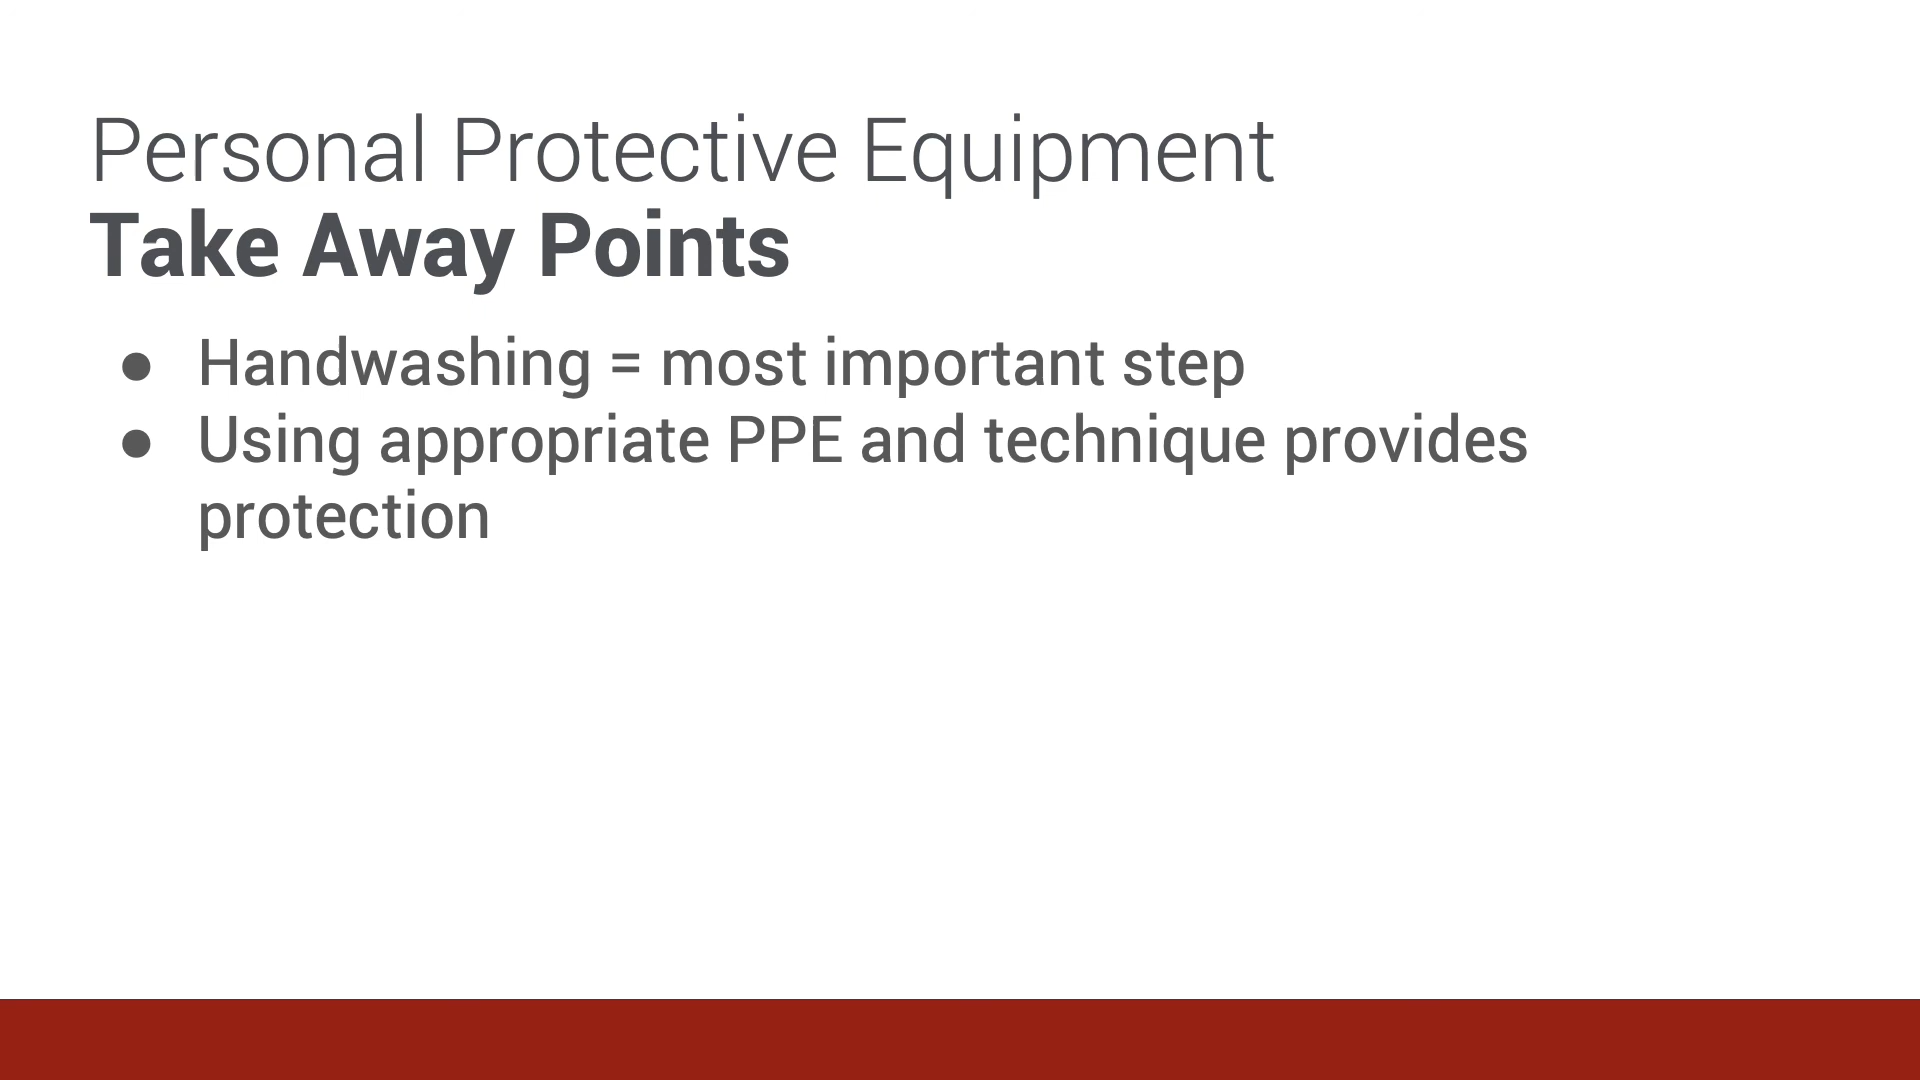 Personal Protective Equipment
Take Away Points
● Handwashing = most important step
● Using appropriate PPE and technique provides
protection